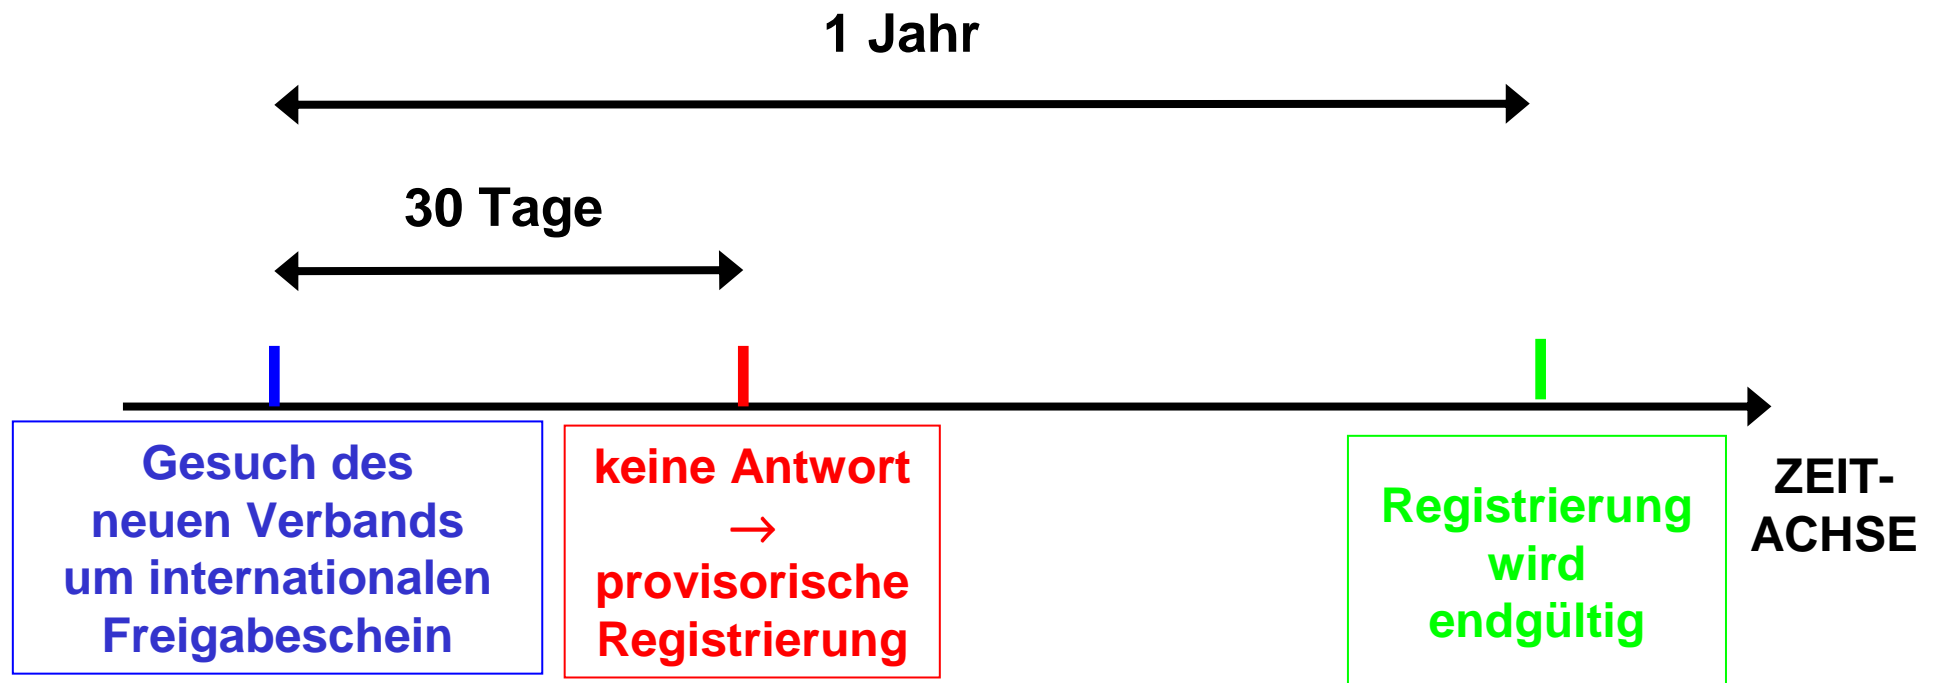 1 Jahr
30 Tage
Gesuch des
neuen Verbands
um internationalen
Freigabeschein
keine Antwort
→
provisorische
Registrierung
Registrierung
wird
endgültig
ZEIT-
ACHSE